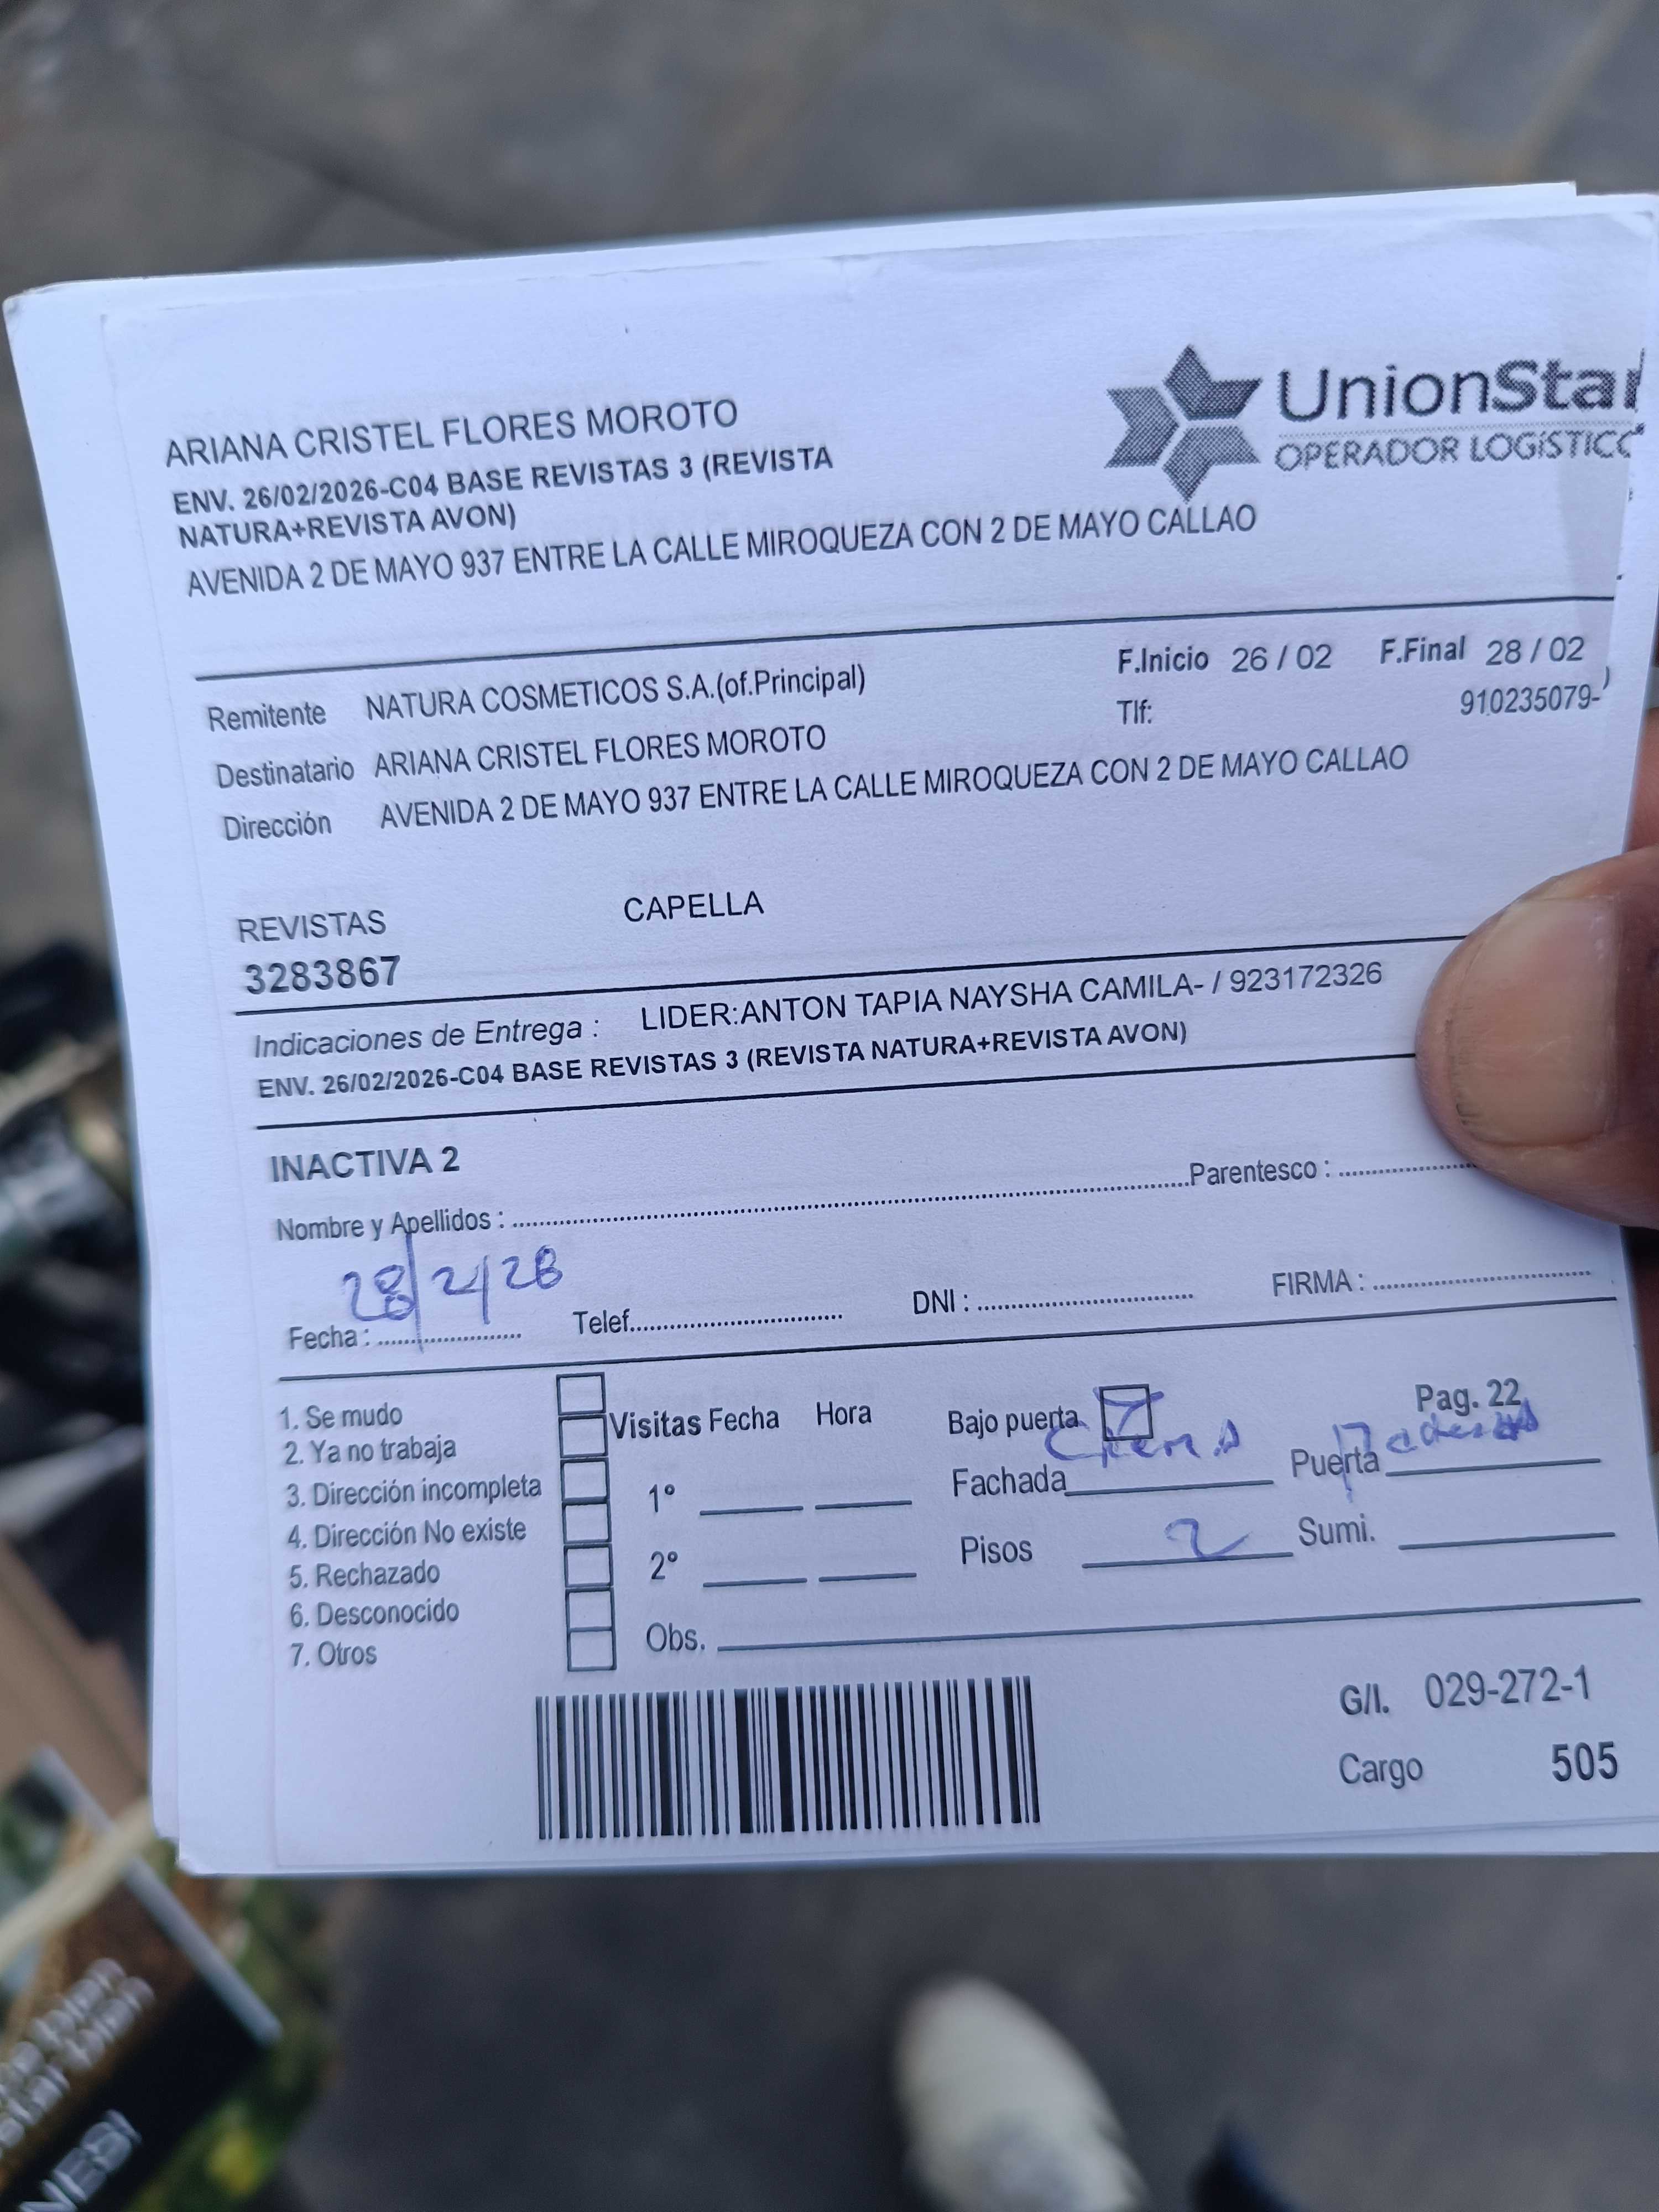 ARIANA CRISTEL FLORES MOROTO
ENV. 26/02/2026-C04 BASE REVISTAS 3 (REVISTA
NATURA+REVISTA AVON)
AVENIDA 2 DE MAYO 937 ENTRE LA CALLE MIROQUEZA CON 2 DE MAYO CALLAO
UnionStar
OPERADOR LOGÍSTICO
Remitente NATURA COSMETICOS S.A.(of.Principal)
F.Inicio 26 / 02 F.Final 28 / 02
Destinatario ARIANA CRISTEL FLORES MOROTO
Tlf: 910235079-
Dirección AVENIDA 2 DE MAYO 937 ENTRE LA CALLE MIROQUEZA CON 2 DE MAYO CALLAO
REVISTAS CAPELLA
3283867
Indicaciones de Entrega : LIDER:ANTON TAPIA NAYSHA CAMILA- / 923172326
ENV. 26/02/2026-C04 BASE REVISTAS 3 (REVISTA NATURA+REVISTA AVON)
INACTIVA 2
Nombre y Apellidos : Parentesco :
Fecha : 28/2/26 Telef. DNI : FIRMA :
1. Se mudo
2. Ya no trabaja
3. Dirección incompleta
4. Dirección No existe
5. Rechazado
6. Desconocido
7. Otros
Visitas Fecha Hora
1°
2°
Obs.
Bajo puerta Pag. 22
Fachada Crema Puerta
Pisos 2 Sumi.
G/I. 029-272-1
Cargo 505